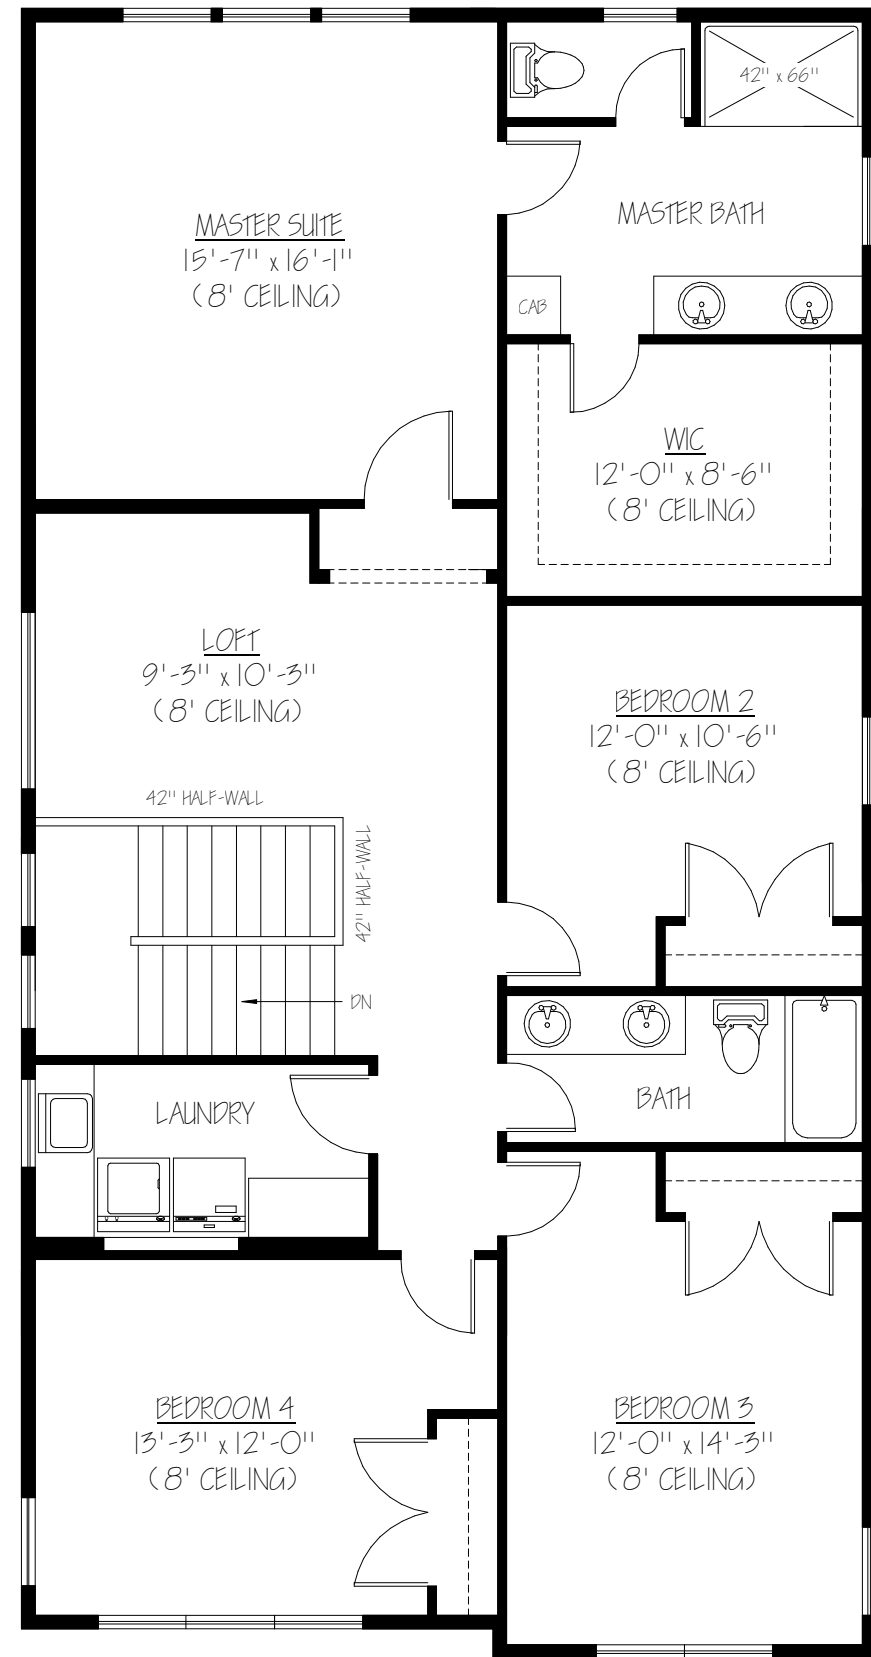 42" x 66"
MASTER BATH
MASTER SUITE
15'-7" x 16'-1"
(8' CEILING)
CAB
WIC
12'-0" x 8'-6"
(8' CEILING)
LOFT
9'-3" x 10'-3"
(8' CEILING)
BEDROOM 2
12'-0" x 10'-6"
(8' CEILING)
42" HALF-WALL
42" HALF-WALL
DN
BATH
LAUNDRY
BEDROOM 4
13'-3" x 12'-0"
(8' CEILING)
BEDROOM 3
12'-0" x 14'-3"
(8' CEILING)